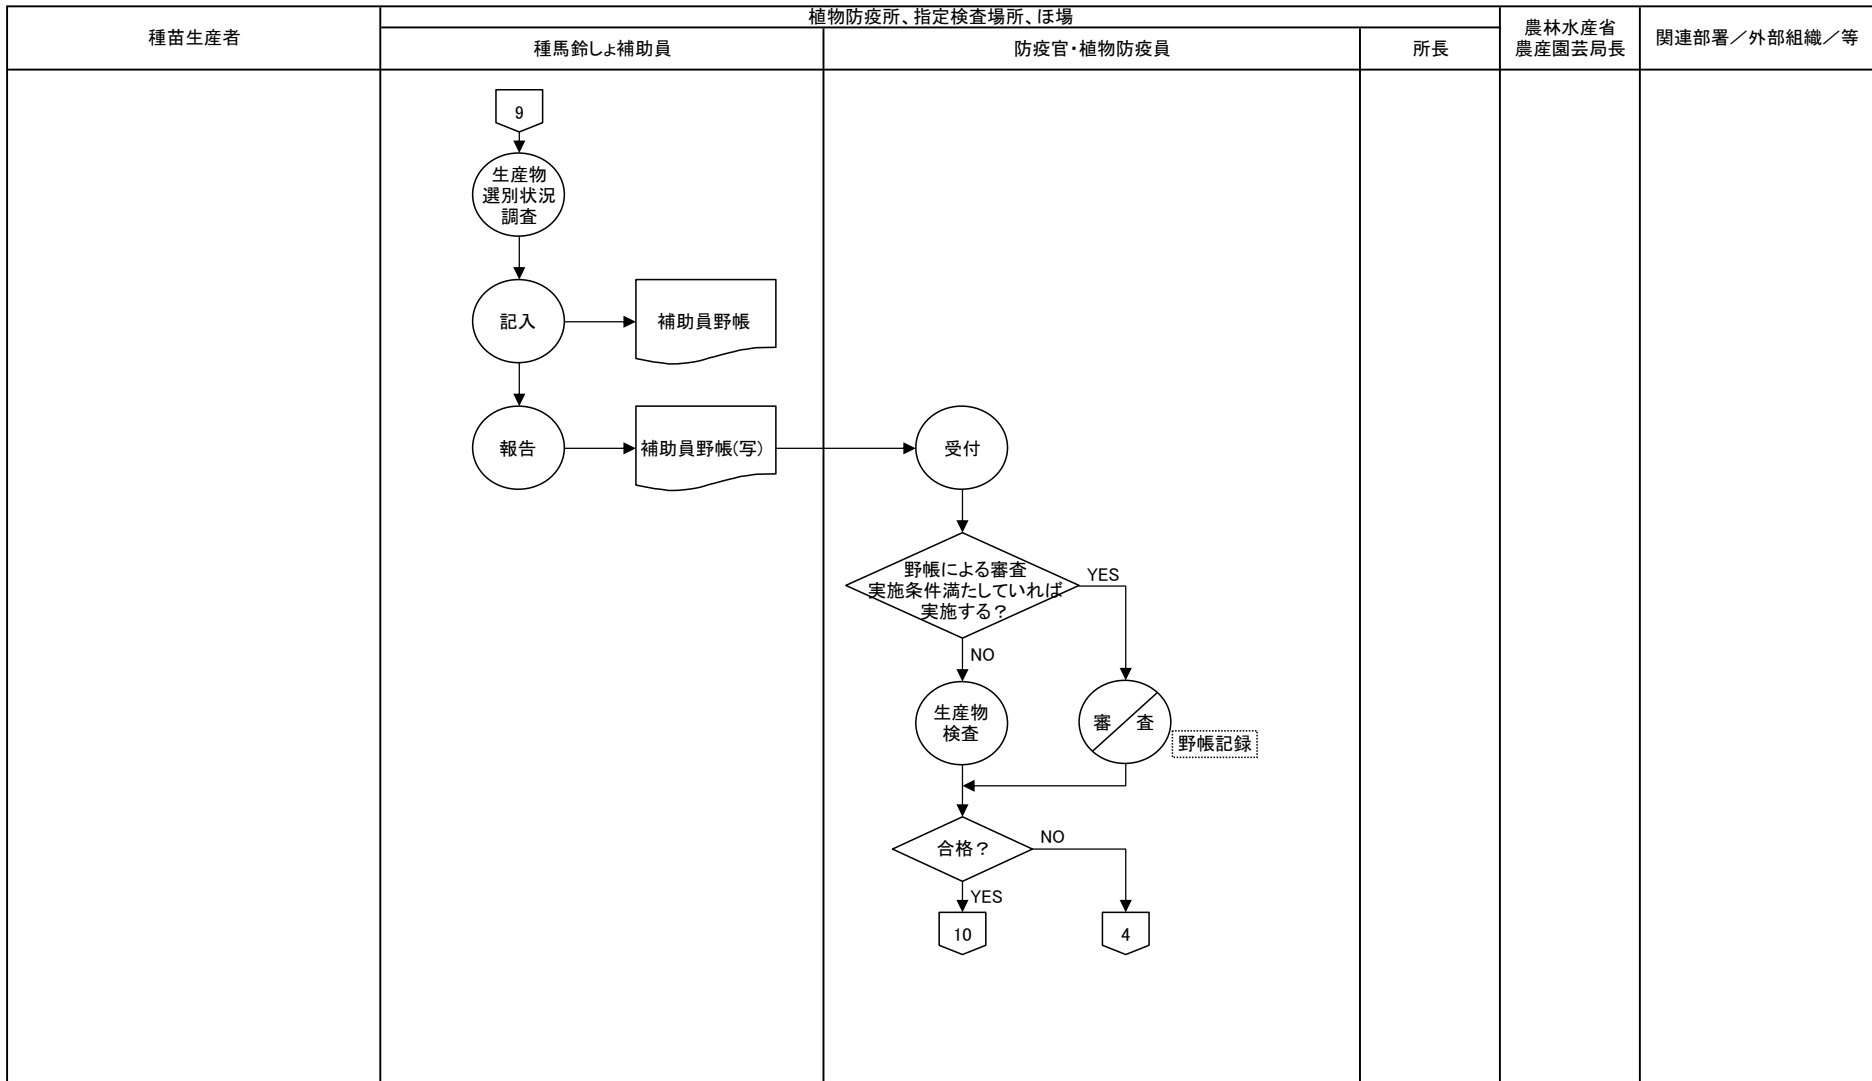 種苗生産者
植物防疫所、指定検査場所、ほ場
種馬鈴しょ補助員
防疫官・植物防疫員
所長
農林水産省
農産園芸局長
関連部署／外部組織／等
9
生産物
選別状況
調査
記入
補助員野帳
報告
補助員野帳(写)
受付
野帳による審査
実施条件満たしていれば
実施する？
YES
NO
生産物
検査
審 査
野帳記録
合格？
NO
YES
10
4